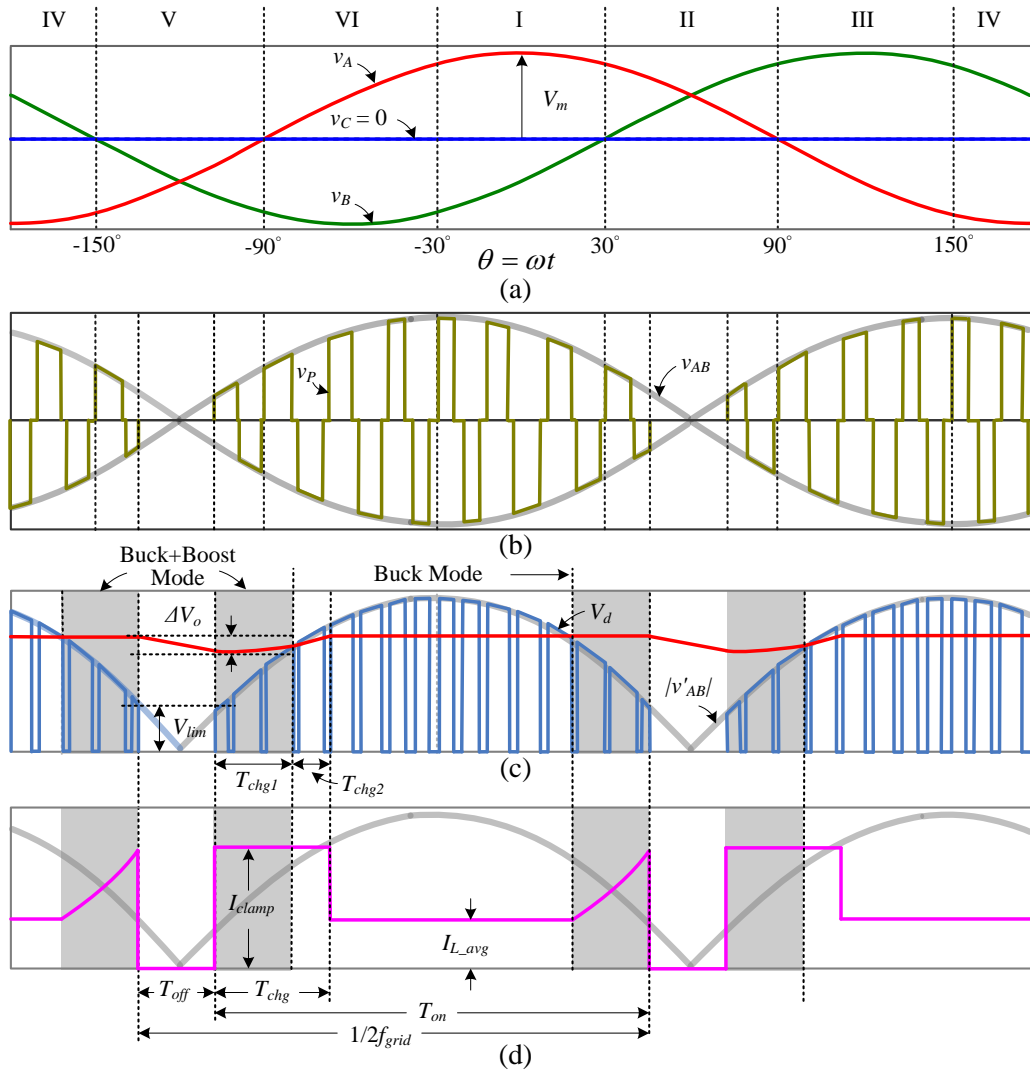 IV V VI I II III IV
v_A
v_C = 0
V_m
v_B
-150° -90° -30° 30° 90° 150°
θ = ωt
(a)
v_P
v_AB
(b)
Buck+Boost
Mode
Buck Mode
ΔV_o
V_d
|v'_AB|
V_lim
T_chg1
T_chg2
(c)
I_clamp
I_L_avg
T_off
T_chg
T_on
1/2f_grid
(d)